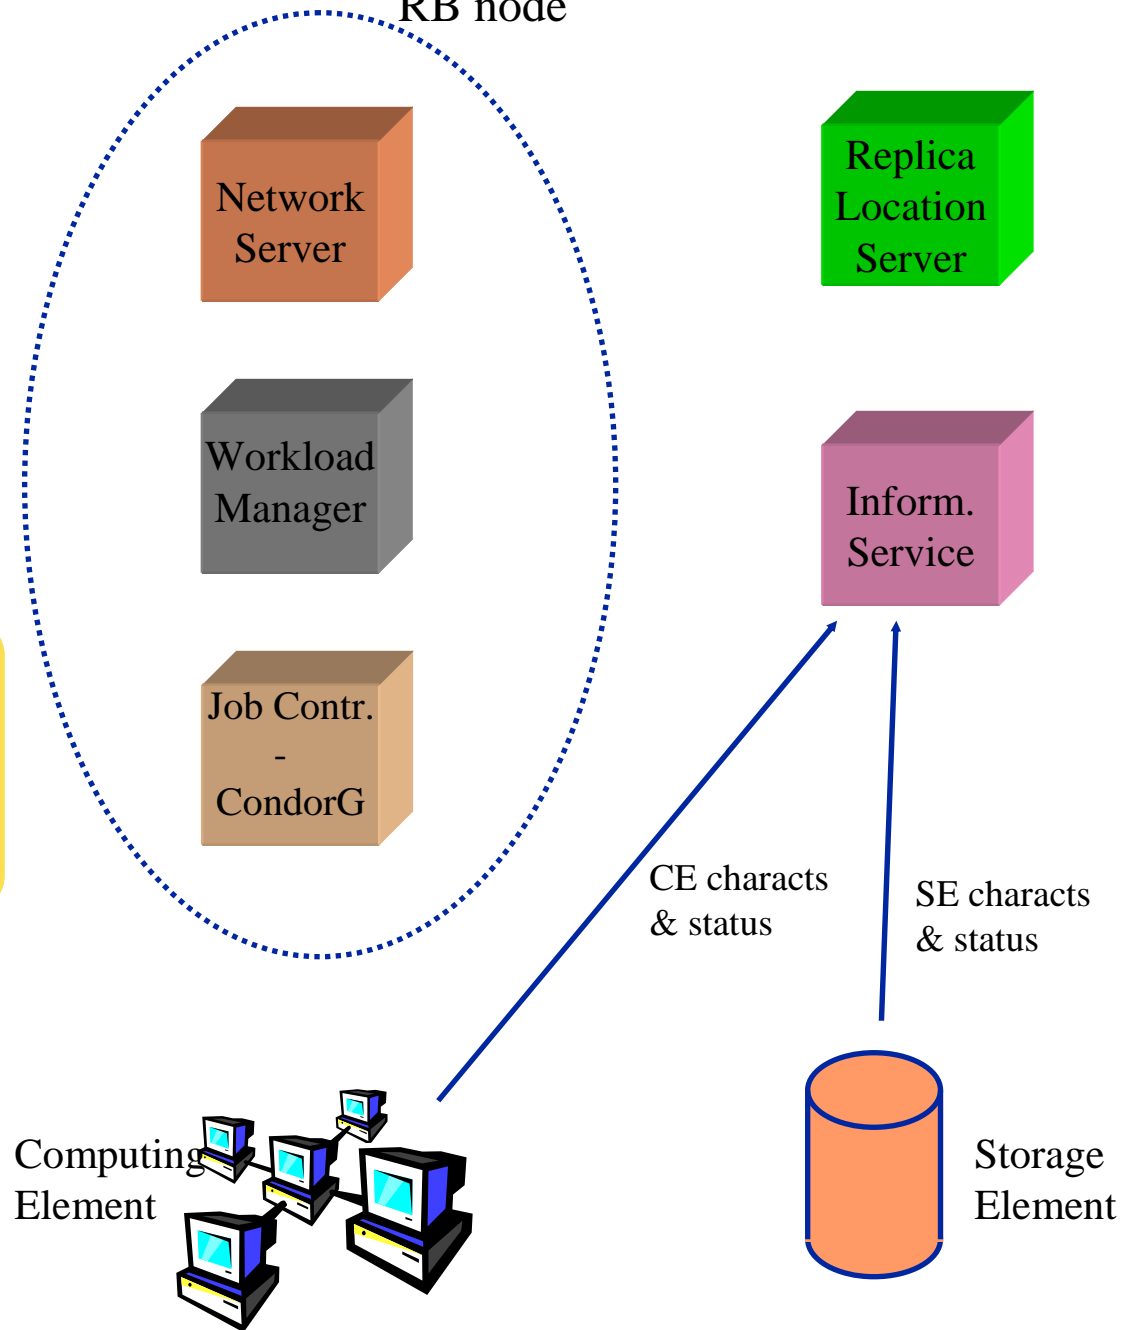 RB node
Network
Server
Replica
Location
Server
Workload
Manager
Inform.
Service
Job Contr.
-
CondorG
CE characts
& status
SE characts
& status
Computing
Element
Storage
Element